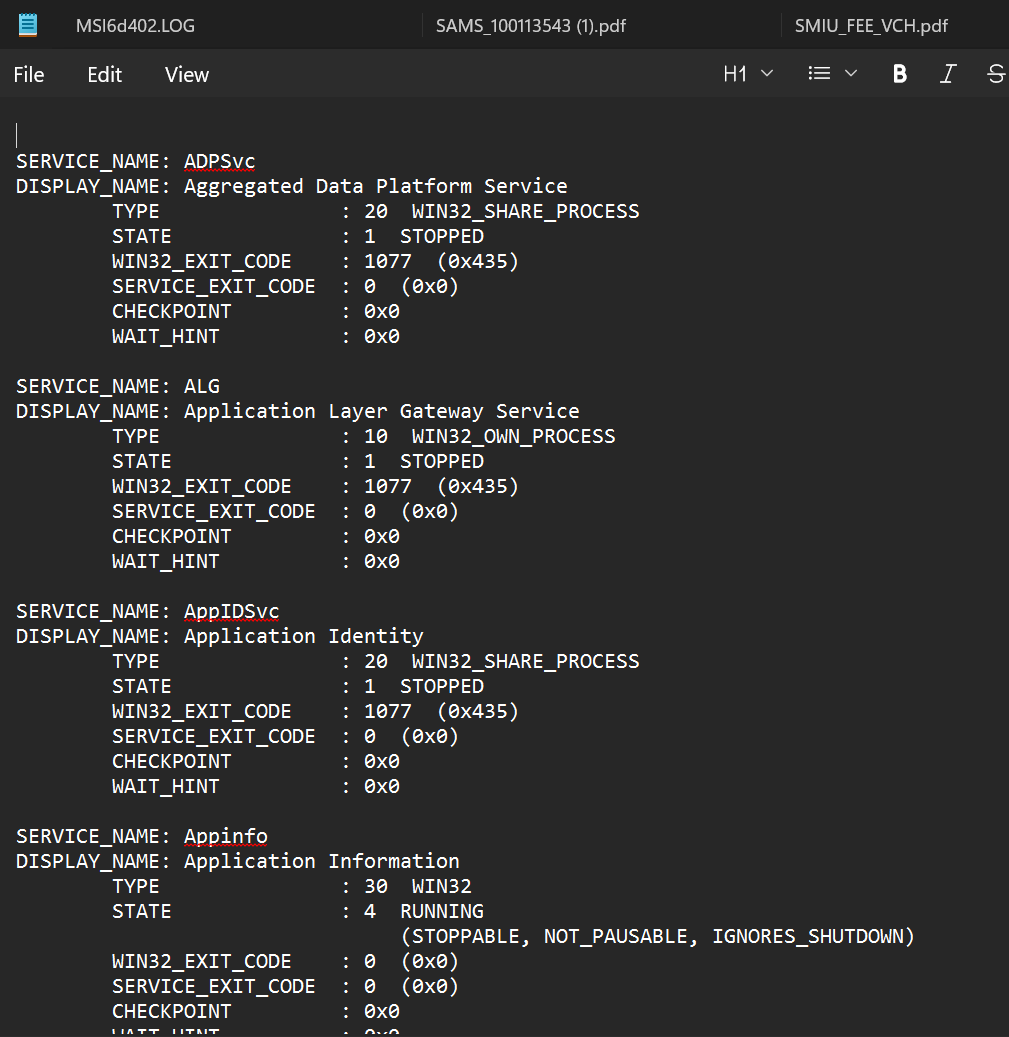 MSI6d402.LOG SAMS_100113543 (1).pdf SMIU_FEE_VCH.pdf
File Edit View H1 B I S
SERVICE_NAME: ADPSvc
DISPLAY_NAME: Aggregated Data Platform Service
TYPE : 20 WIN32_SHARE_PROCESS
STATE : 1 STOPPED
WIN32_EXIT_CODE : 1077 (0x435)
SERVICE_EXIT_CODE : 0 (0x0)
CHECKPOINT : 0x0
WAIT_HINT : 0x0
SERVICE_NAME: ALG
DISPLAY_NAME: Application Layer Gateway Service
TYPE : 10 WIN32_OWN_PROCESS
STATE : 1 STOPPED
WIN32_EXIT_CODE : 1077 (0x435)
SERVICE_EXIT_CODE : 0 (0x0)
CHECKPOINT : 0x0
WAIT_HINT : 0x0
SERVICE_NAME: AppIDSvc
DISPLAY_NAME: Application Identity
TYPE : 20 WIN32_SHARE_PROCESS
STATE : 1 STOPPED
WIN32_EXIT_CODE : 1077 (0x435)
SERVICE_EXIT_CODE : 0 (0x0)
CHECKPOINT : 0x0
WAIT_HINT : 0x0
SERVICE_NAME: Appinfo
DISPLAY_NAME: Application Information
TYPE : 30 WIN32
STATE : 4 RUNNING
(STOPPABLE, NOT_PAUSABLE, IGNORES_SHUTDOWN)
WIN32_EXIT_CODE : 0 (0x0)
SERVICE_EXIT_CODE : 0 (0x0)
CHECKPOINT : 0x0
WAIT_HINT : 0x0